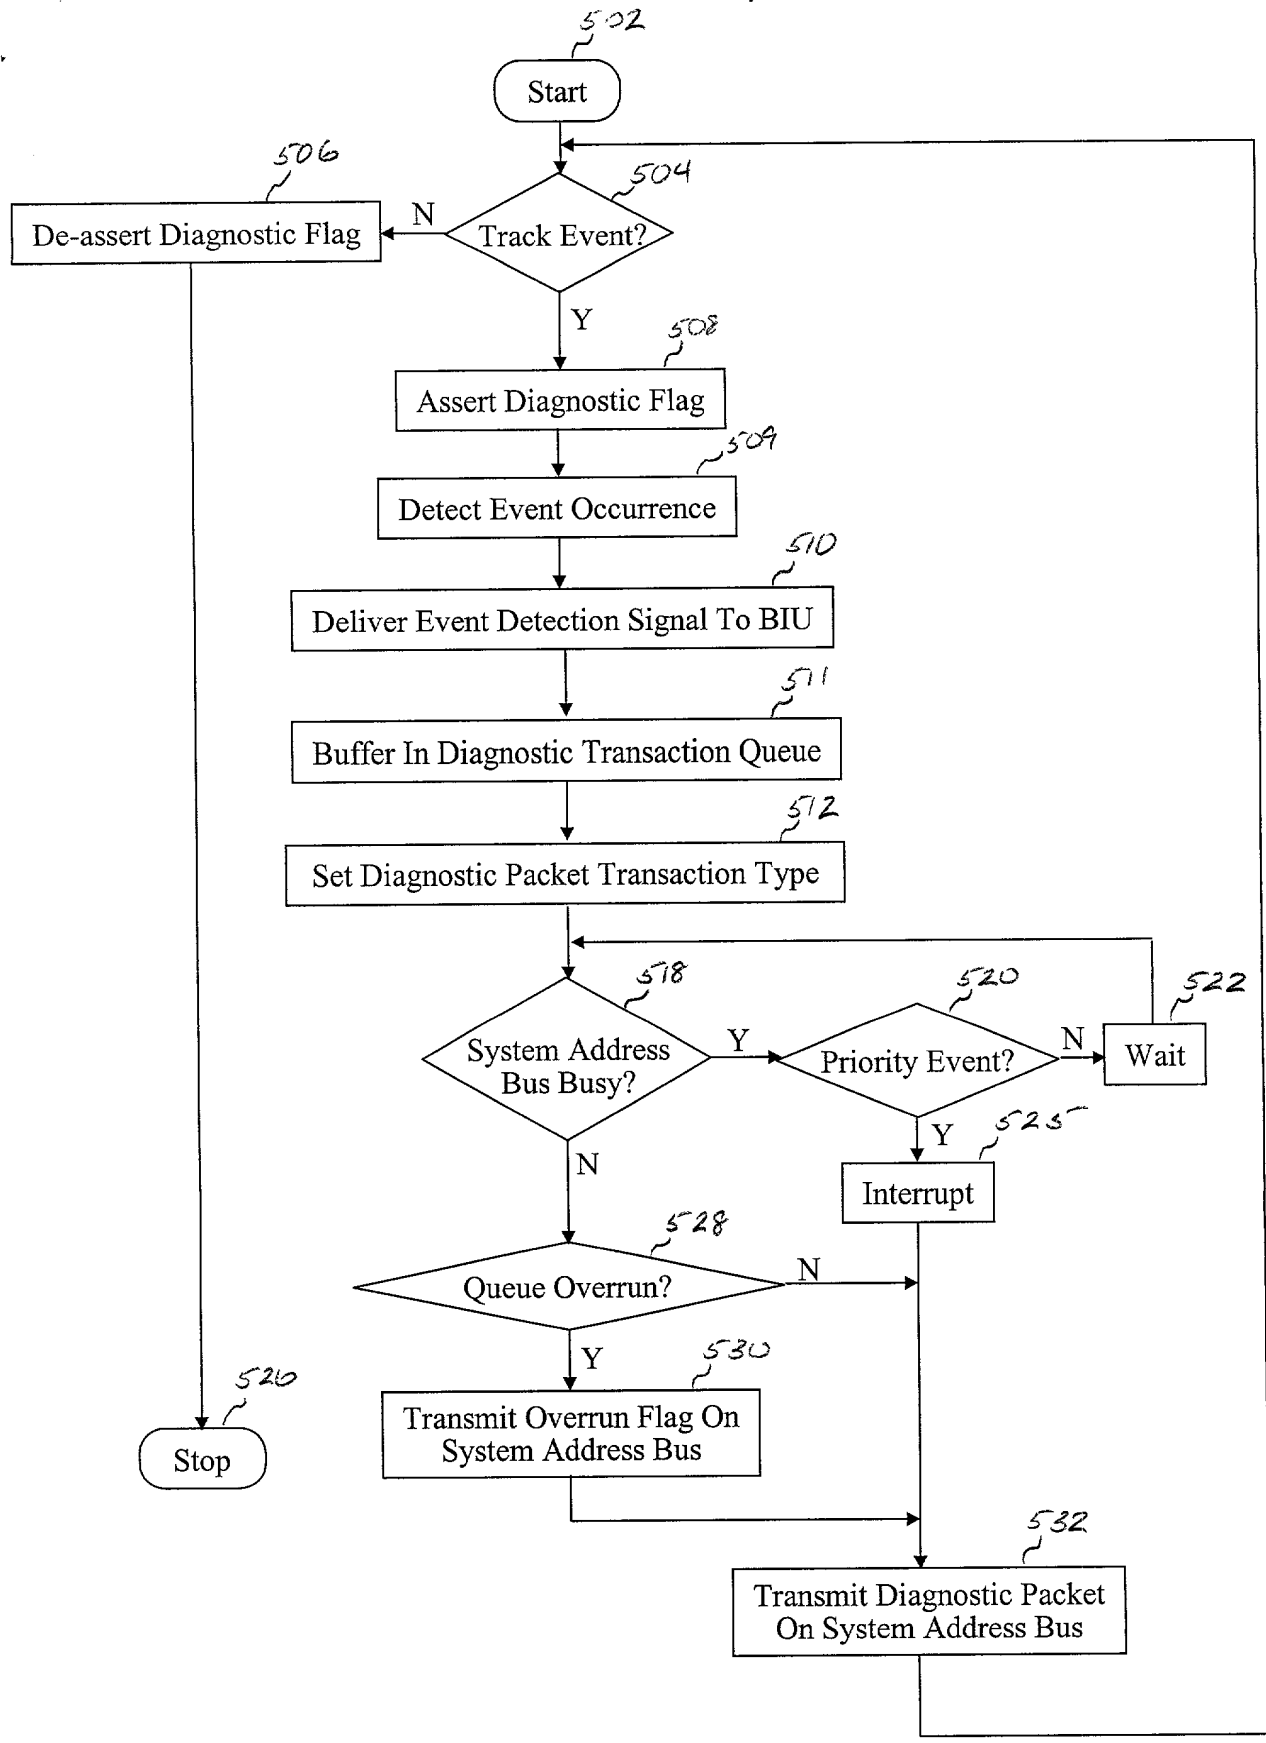 502
Start
506
504
De-assert Diagnostic Flag
N
Track Event?
Y
508
Assert Diagnostic Flag
509
Detect Event Occurrence
510
Deliver Event Detection Signal To BIU
511
Buffer In Diagnostic Transaction Queue
512
Set Diagnostic Packet Transaction Type
518
520
522
System Address
Bus Busy?
Y
Priority Event?
N
Wait
Y
525
N
Interrupt
528
Queue Overrun?
N
Y
530
526
Transmit Overrun Flag On
System Address Bus
Stop
532
Transmit Diagnostic Packet
On System Address Bus